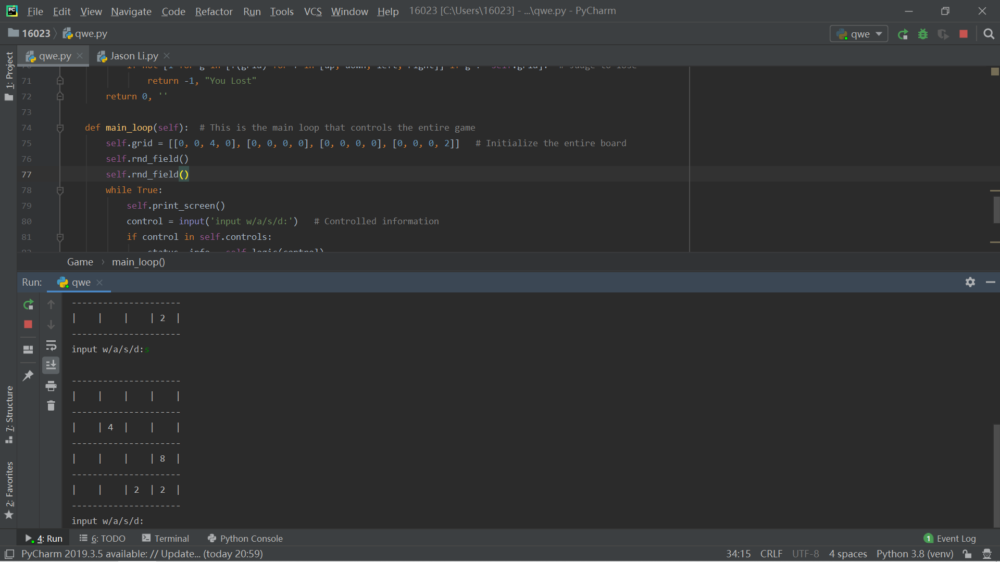 File Edit View Navigate Code Refactor Run Tools VCS Window Help 16023 [C:\Users\16023] - ...\qwe.py - PyCharm
16023 qwe.py qwe
1: Project
qwe.py Jason Li.py
71 return -1, "You Lost"
72 return 0, ''
73
74 def main_loop(self): # This is the main loop that controls the entire game
75 self.grid = [[0, 0, 4, 0], [0, 0, 0, 0], [0, 0, 0, 0], [0, 0, 0, 2]] # Initialize the entire board
76 self.rnd_field()
77 self.rnd_field()
78 while True:
79 self.print_screen()
80 control = input('input w/a/s/d:') # Controlled information
81 if control in self.controls:
Game › main_loop()
Run: qwe
---------------------
|    |    |    | 2  |
---------------------
input w/a/s/d:s
---------------------
|    |    |    |    |
---------------------
|    | 4  |    |    |
---------------------
|    |    |    | 8  |
---------------------
|    |    | 2  | 2  |
---------------------
input w/a/s/d:
7: Structure
2: Favorites
4: Run 6: TODO Terminal Python Console 1 Event Log
PyCharm 2019.3.5 available: // Update... (today 20:59) 34:15 CRLF UTF-8 4 spaces Python 3.8 (venv)